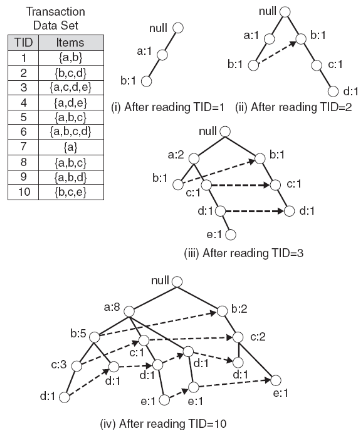 Transaction
Data Set
TID Items
1 {a,b}
2 {b,c,d}
3 {a,c,d,e}
4 {a,d,e}
5 {a,b,c}
6 {a,b,c,d}
7 {a}
8 {a,b,c}
9 {a,b,d}
10 {b,c,e}
null
a:1
b:1
(i) After reading TID=1
null
a:1 b:1
b:1 c:1
d:1
(ii) After reading TID=2
null
a:2 b:1
b:1 c:1 c:1
d:1 d:1
e:1
(iii) After reading TID=3
null
a:8 b:2
b:5 c:2
c:1
c:3 d:1 d:1 d:1 d:1
d:1 e:1 e:1 e:1
(iv) After reading TID=10